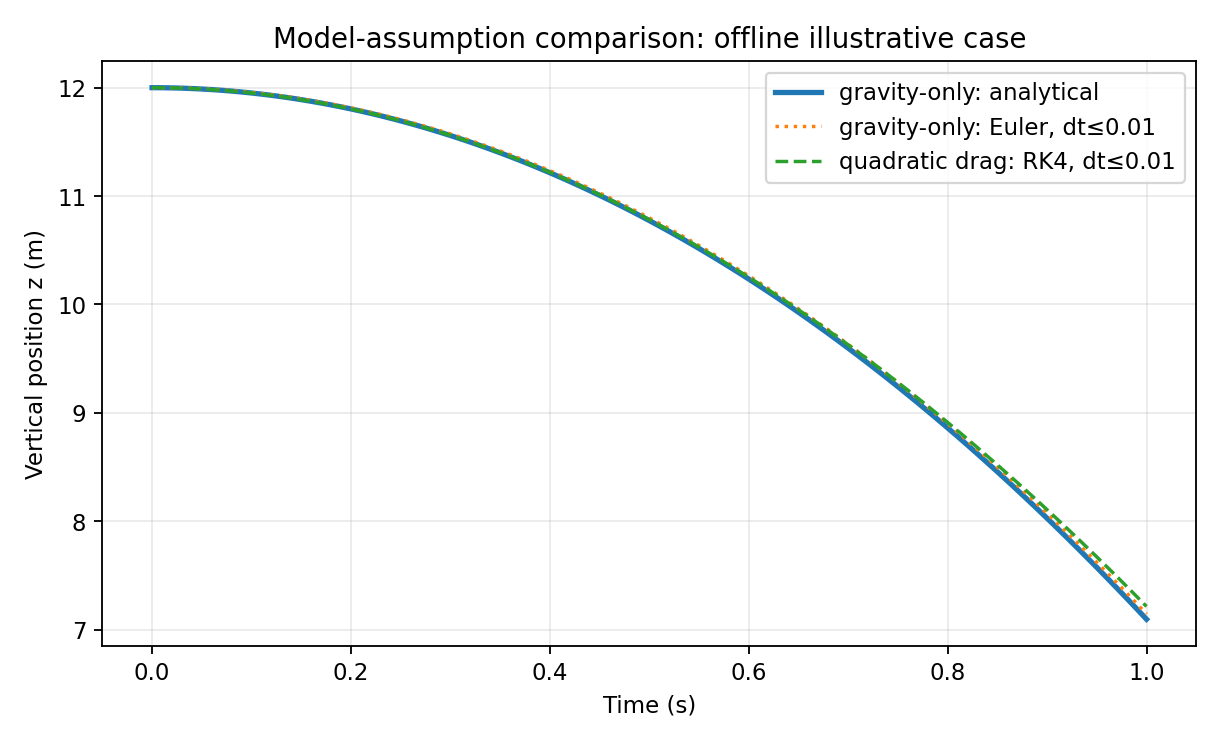 Model-assumption comparison: offline illustrative case
gravity-only: analytical
gravity-only: Euler, dt≤0.01
quadratic drag: RK4, dt≤0.01
Vertical position z (m)
12
11
10
9
8
7
0.0 0.2 0.4 0.6 0.8 1.0
Time (s)